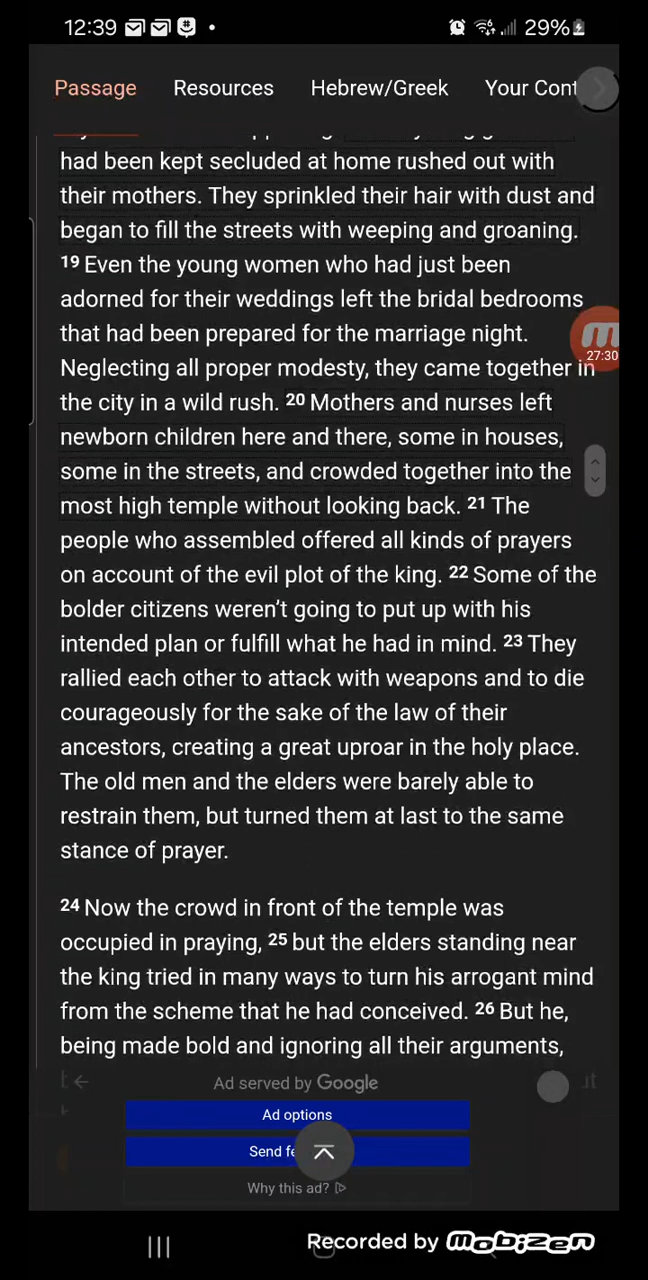 12:39
29%
Passage Resources Hebrew/Greek Your Cont
had been kept secluded at home rushed out with
their mothers. They sprinkled their hair with dust and
began to fill the streets with weeping and groaning.
19 Even the young women who had just been
adorned for their weddings left the bridal bedrooms
that had been prepared for the marriage night.
27:30
Neglecting all proper modesty, they came together in
the city in a wild rush. 20 Mothers and nurses left
newborn children here and there, some in houses,
some in the streets, and crowded together into the
most high temple without looking back. 21 The
people who assembled offered all kinds of prayers
on account of the evil plot of the king. 22 Some of the
bolder citizens weren't going to put up with his
intended plan or fulfill what he had in mind. 23 They
rallied each other to attack with weapons and to die
courageously for the sake of the law of their
ancestors, creating a great uproar in the holy place.
The old men and the elders were barely able to
restrain them, but turned them at last to the same
stance of prayer.
24 Now the crowd in front of the temple was
occupied in praying, 25 but the elders standing near
the king tried in many ways to turn his arrogant mind
from the scheme that he had conceived. 26 But he,
being made bold and ignoring all their arguments,
Ad served by Google
Ad options
Send fe
Why this ad?
Recorded by mobizen